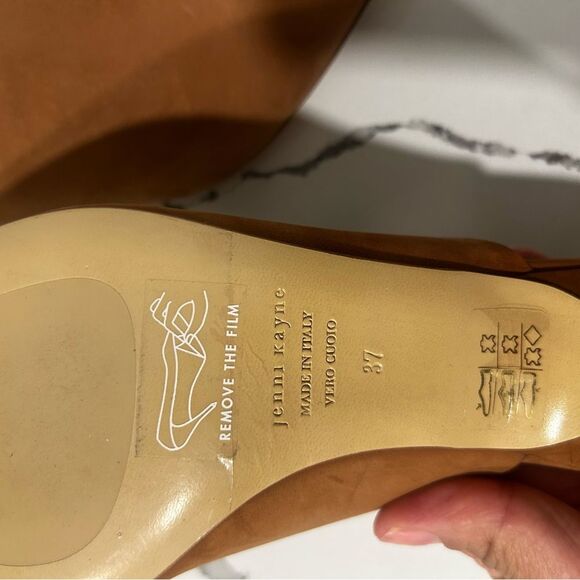 REMOVE THE FILM
jenni kayne
MADE IN ITALY
VERO CUOIO
37